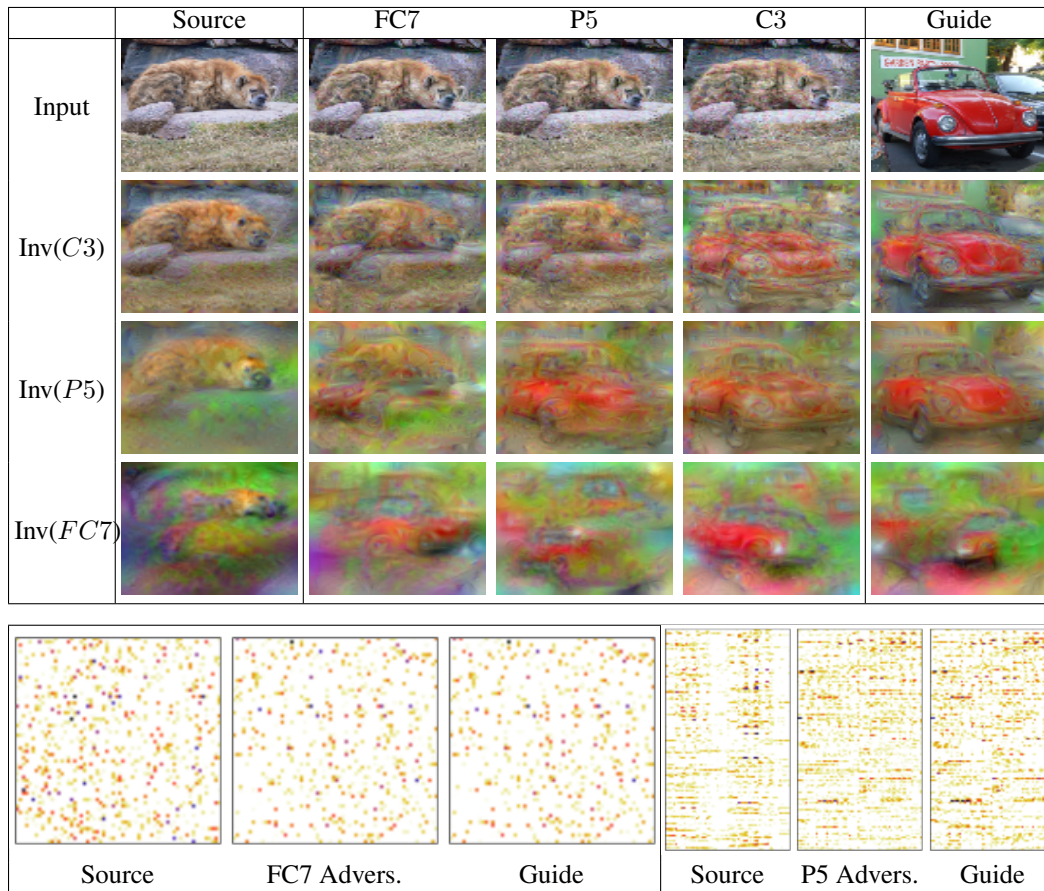 Source FC7 P5 C3 Guide
Input
Inv(C3)
Inv(P5)
Inv(FC7)
Source FC7 Advers. Guide Source P5 Advers. Guide